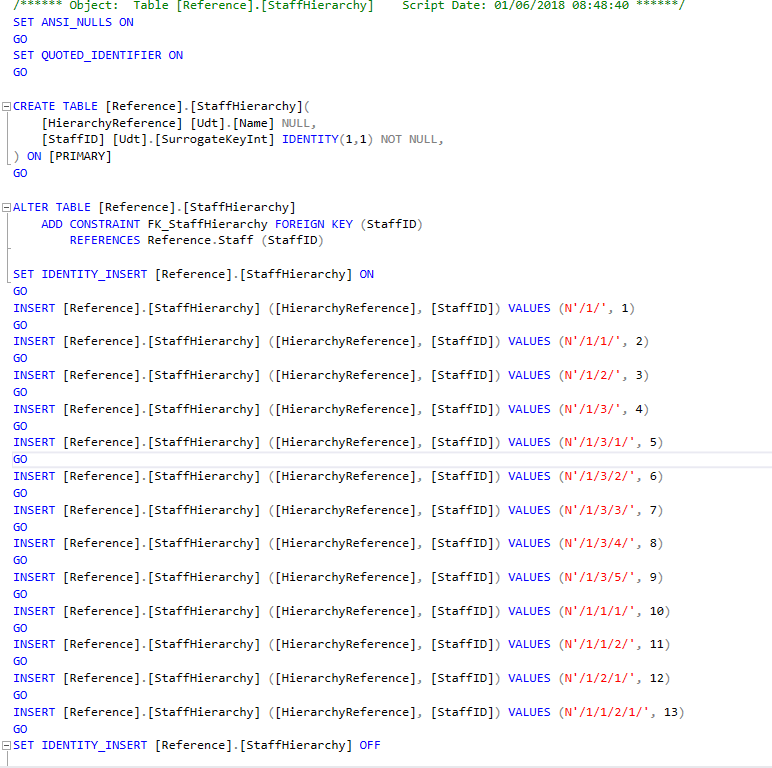 /****** Object:  Table [Reference].[StaffHierarchy]    Script Date: 01/06/2018 08:48:40 ******/
SET ANSI_NULLS ON
GO
SET QUOTED_IDENTIFIER ON
GO
CREATE TABLE [Reference].[StaffHierarchy](
    [HierarchyReference] [Udt].[Name] NULL,
    [StaffID] [Udt].[SurrogateKeyInt] IDENTITY(1,1) NOT NULL,
) ON [PRIMARY]
GO
ALTER TABLE [Reference].[StaffHierarchy]
    ADD CONSTRAINT FK_StaffHierarchy FOREIGN KEY (StaffID)
        REFERENCES Reference.Staff (StaffID)
SET IDENTITY_INSERT [Reference].[StaffHierarchy] ON
GO
INSERT [Reference].[StaffHierarchy] ([HierarchyReference], [StaffID]) VALUES (N'/1/', 1)
GO
INSERT [Reference].[StaffHierarchy] ([HierarchyReference], [StaffID]) VALUES (N'/1/1/', 2)
GO
INSERT [Reference].[StaffHierarchy] ([HierarchyReference], [StaffID]) VALUES (N'/1/2/', 3)
GO
INSERT [Reference].[StaffHierarchy] ([HierarchyReference], [StaffID]) VALUES (N'/1/3/', 4)
GO
INSERT [Reference].[StaffHierarchy] ([HierarchyReference], [StaffID]) VALUES (N'/1/3/1/', 5)
GO
INSERT [Reference].[StaffHierarchy] ([HierarchyReference], [StaffID]) VALUES (N'/1/3/2/', 6)
GO
INSERT [Reference].[StaffHierarchy] ([HierarchyReference], [StaffID]) VALUES (N'/1/3/3/', 7)
GO
INSERT [Reference].[StaffHierarchy] ([HierarchyReference], [StaffID]) VALUES (N'/1/3/4/', 8)
GO
INSERT [Reference].[StaffHierarchy] ([HierarchyReference], [StaffID]) VALUES (N'/1/3/5/', 9)
GO
INSERT [Reference].[StaffHierarchy] ([HierarchyReference], [StaffID]) VALUES (N'/1/1/1/', 10)
GO
INSERT [Reference].[StaffHierarchy] ([HierarchyReference], [StaffID]) VALUES (N'/1/1/2/', 11)
GO
INSERT [Reference].[StaffHierarchy] ([HierarchyReference], [StaffID]) VALUES (N'/1/2/1/', 12)
GO
INSERT [Reference].[StaffHierarchy] ([HierarchyReference], [StaffID]) VALUES (N'/1/1/2/1/', 13)
GO
SET IDENTITY_INSERT [Reference].[StaffHierarchy] OFF